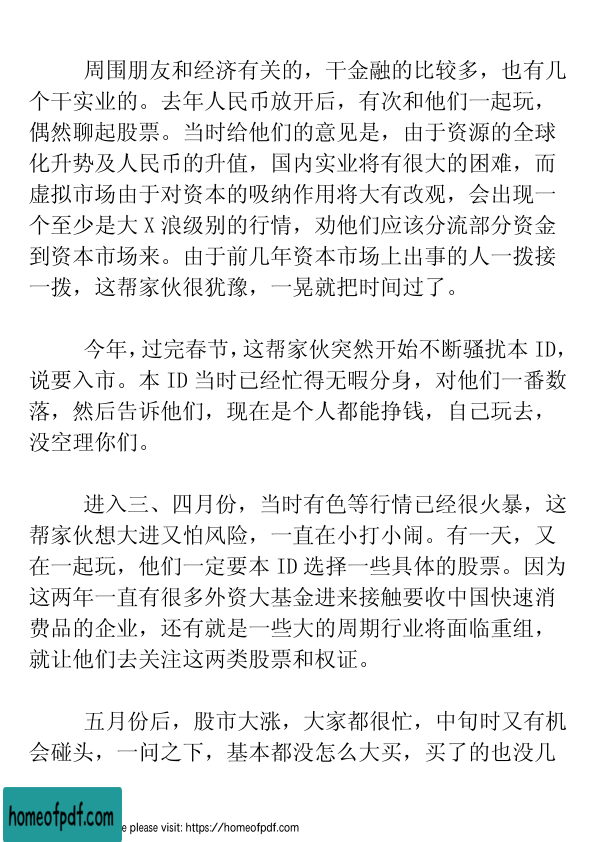 周围朋友和经济有关的，干金融的比较多，也有几
个干实业的。去年人民币放开后，有次和他们一起玩，
偶然聊起股票。当时给他们的意见是，由于资源的全球
化升势及人民币的升值，国内实业将有很大的困难，而
虚拟市场由于对资本的吸纳作用将大有改观，会出现一
个至少是大 X 浪级别的行情，劝他们应该分流部分资金
到资本市场来。由于前几年资本市场上出事的人一拨接
一拨，这帮家伙很犹豫，一晃就把时间过了。
今年，过完春节，这帮家伙突然开始不断骚扰本 ID，
说要入市。本 ID 当时已经忙得无暇分身，对他们一番数
落，然后告诉他们，现在是个人都能挣钱，自己玩去，
没空理你们。
进入三、四月份，当时有色等行情已经很火暴，这
帮家伙想大进又怕风险，一直在小打小闹。有一天，又
在一起玩，他们一定要本 ID 选择一些具体的股票。因为
这两年一直有很多外资大基金进来接触要收中国快速消
费品的企业，还有就是一些大的周期行业将面临重组，
就让他们去关注这两类股票和权证。
五月份后，股市大涨，大家都很忙，中旬时又有机
会碰头，一问之下，基本都没怎么大买，买了的也没几
homeofpdf.com
e please visit: https://homeofpdf.com